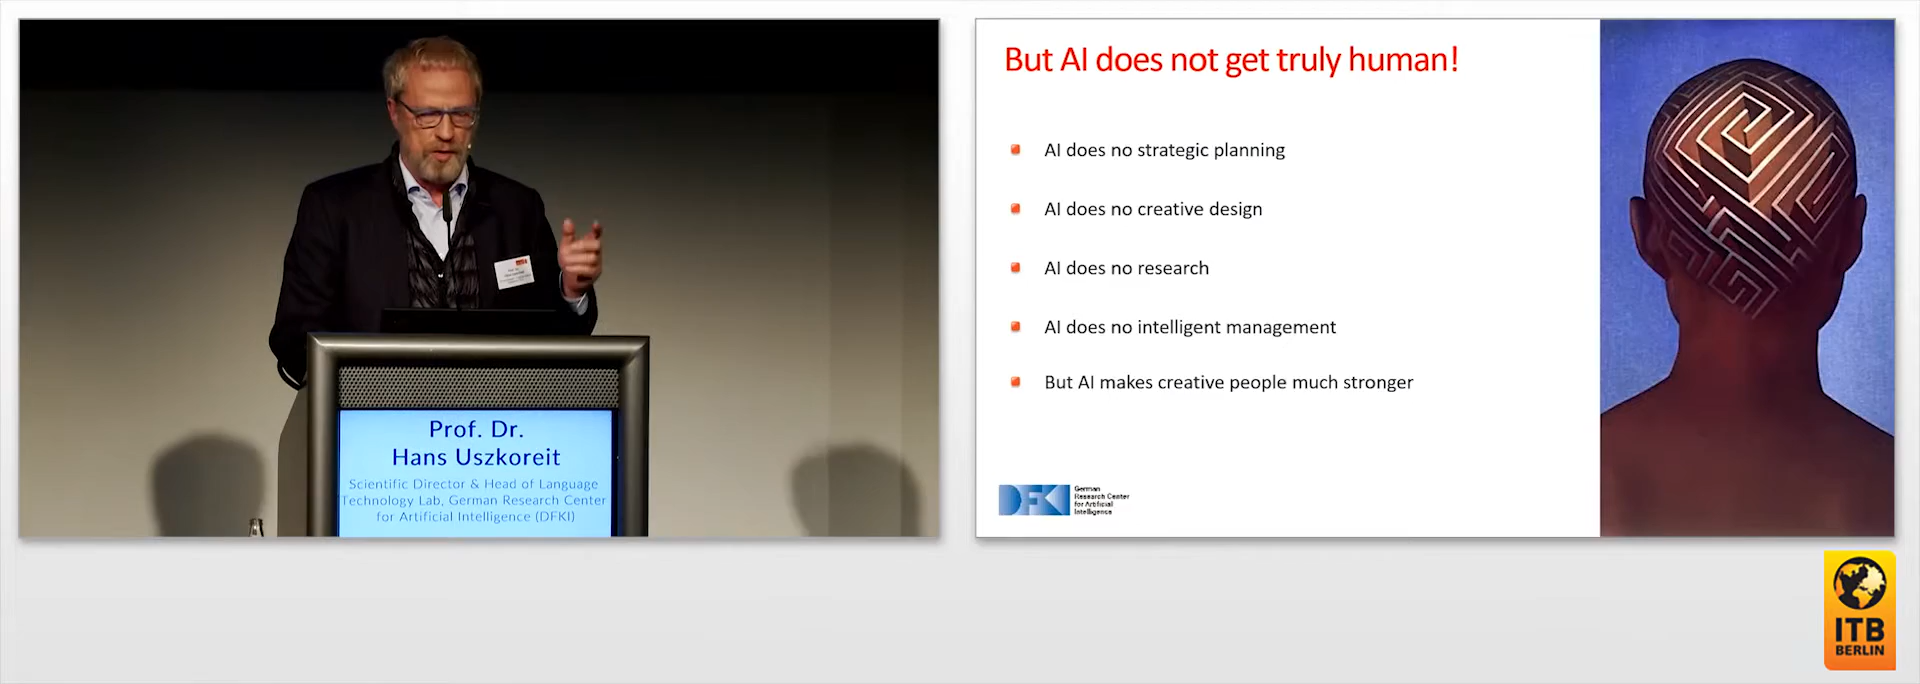 Prof. Dr.
Hans Uszkoreit
Scientific Director & Head of Language
Technology Lab, German Research Center
for Artificial Intelligence (DFKI)
But AI does not get truly human!
AI does no strategic planning
AI does no creative design
AI does no research
AI does no intelligent management
But AI makes creative people much stronger
DFKI
German
Research Center
for Artificial
Intelligence
ITB
BERLIN